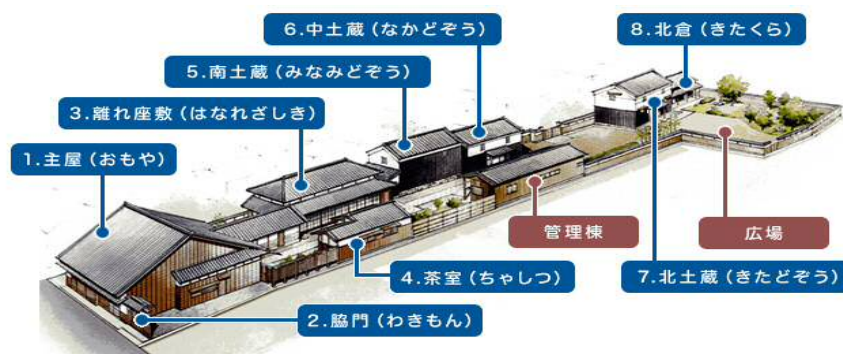 6.中土蔵(なかどぞう)
8.北倉(きたくら)
5.南土蔵(みなみどぞう)
3.離れ座敷(はなれざしき)
1.主屋(おもや)
管理棟
広場
4.茶室(ちゃしつ)
7.北土蔵(きたどぞう)
2.脇門(わきもん)